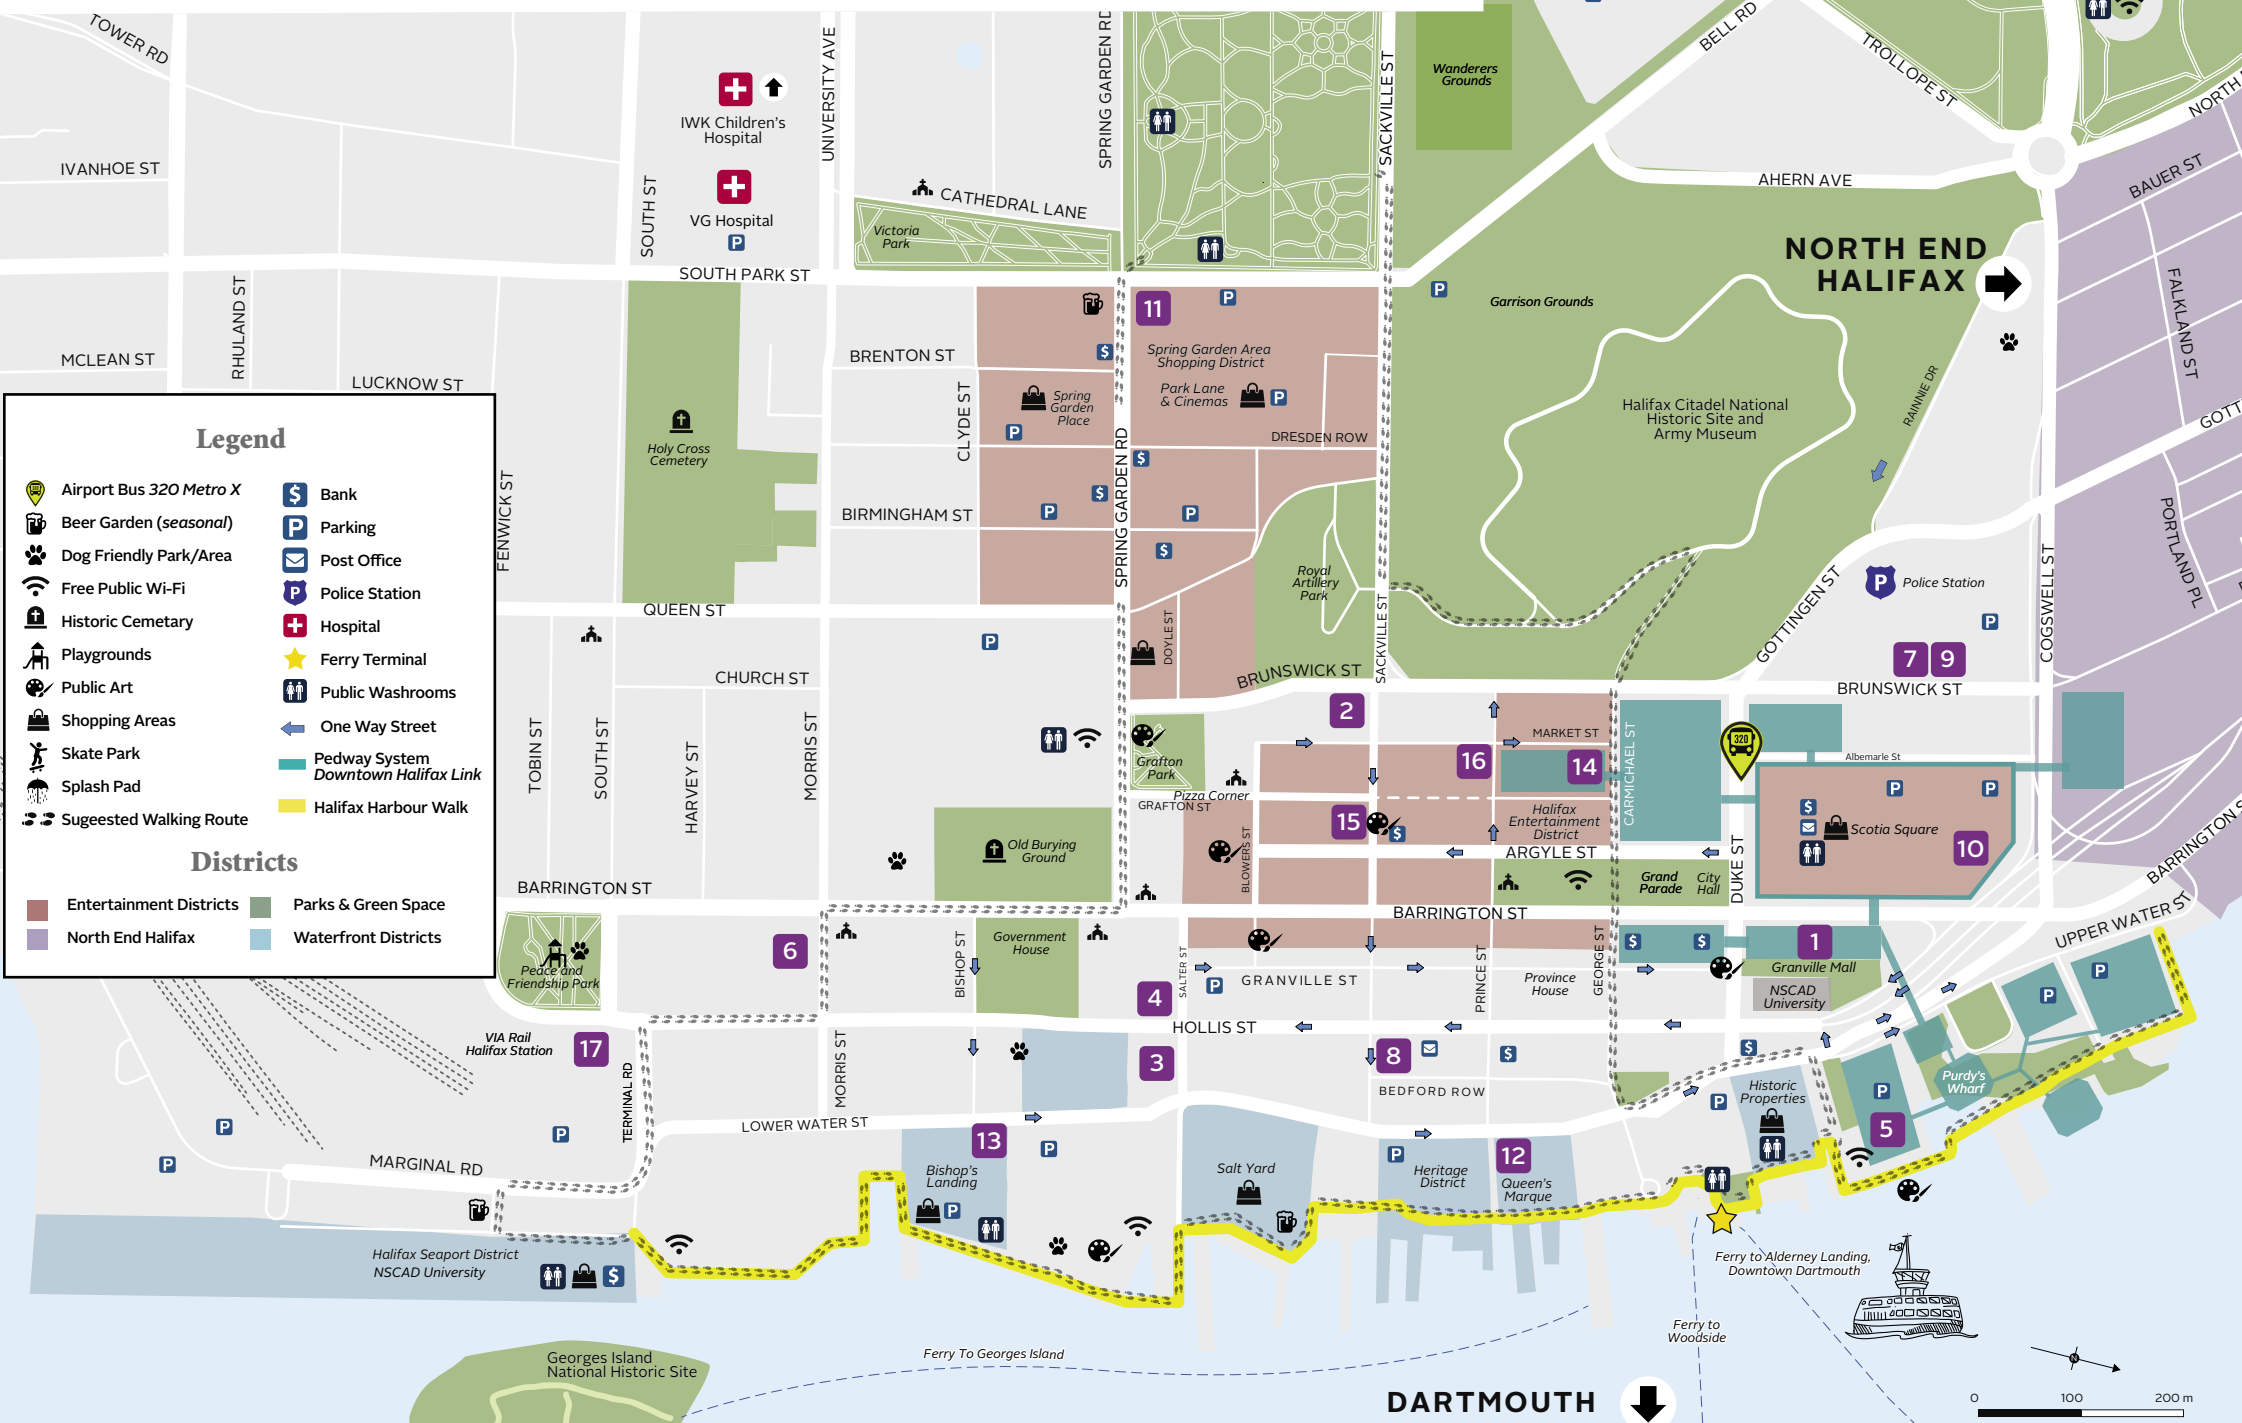 TOWER RD
IVANHOE ST
MCLEAN ST
RHULAND ST
LUCKNOW ST
FENWICK ST
SOUTH ST
IWK Children's
Hospital
VG Hospital
P
UNIVERSITY AVE
SOUTH PARK ST
CATHEDRAL LANE
Victoria
Park
SPRING GARDEN RD
SACKVILLE ST
Wanderers
Grounds
BELL RD
TROLLOPE ST
AHERN AVE
NORTH
BAUER ST
FALKLAND ST
GOTT
PORTLAND PL
NORTH END
HALIFAX
RAINNIE DR
P
Garrison Grounds
Halifax Citadel National
Historic Site and
Army Museum
11
P
Spring Garden Area
Shopping District
Park Lane
& Cinemas
P
DRESDEN ROW
$
Spring
Garden
Place
P
BRENTON ST
CLYDE ST
BIRMINGHAM ST
P
$
SPRING GARDEN RD
$
P
$
Holy Cross
Cemetery
QUEEN ST
Royal
Artillery
Park
DOYLE ST
SACKVILLE ST
BRUNSWICK ST
GOTTINGEN ST
P
Police Station
P
COGSWELL ST
7
9
BRUNSWICK ST
Legend
Airport Bus 320 Metro X
Beer Garden (seasonal)
Dog Friendly Park/Area
Free Public Wi-Fi
Historic Cemetary
Playgrounds
Public Art
Shopping Areas
Skate Park
Splash Pad
Sugeested Walking Route
$
Bank
P
Parking
Post Office
P
Police Station
Hospital
Ferry Terminal
Public Washrooms
One Way Street
Pedway System
Downtown Halifax Link
Halifax Harbour Walk
Districts
Entertainment Districts
Parks & Green Space
North End Halifax
Waterfront Districts
CHURCH ST
P
TOBIN ST
SOUTH ST
HARVEY ST
MORRIS ST
Grafton
Park
Pizza Corner
GRAFTON ST
2
16
MARKET ST
14
15
$
Halifax
Entertainment
District
CARMICHAEL ST
320
Albemarle St
P
P
$
Scotia Square
10
BLOWERS ST
ARGYLE ST
Grand
Parade
City
Hall
DUKE ST
Old Burying
Ground
BARRINGTON ST
BARRINGTON ST
BARRINGTON S
UPPER WATER ST
Peace and
Friendship Park
6
BISHOP ST
Government
House
SALTER ST
P
4
GRANVILLE ST
PRINCE ST
Province
House
GEORGE ST
$
$
1
Granville Mall
NSCAD
University
P
P
HOLLIS ST
VIA Rail
Halifax Station
17
TERMINAL RD
MORRIS ST
3
8
$
BEDFORD ROW
$
Historic
Properties
P
P
Purdy's
Wharf
5
P
P
P
MARGINAL RD
LOWER WATER ST
13
P
Bishop's
Landing
P
Salt Yard
P
Heritage
District
12
Queen's
Marque
Halifax Seaport District
NSCAD University
$
Ferry to Alderney Landing,
Downtown Dartmouth
Ferry to
Woodside
Ferry To Georges Island
Georges Island
National Historic Site
DARTMOUTH
N
0
100
200 m